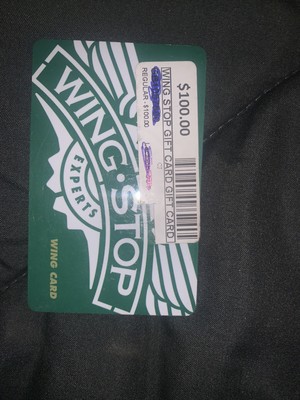 $100.00
WING STOP GIFT CARD GIFT CARD
REGULAR - $100.00
WING·STOP
EXPERTS
WING CARD